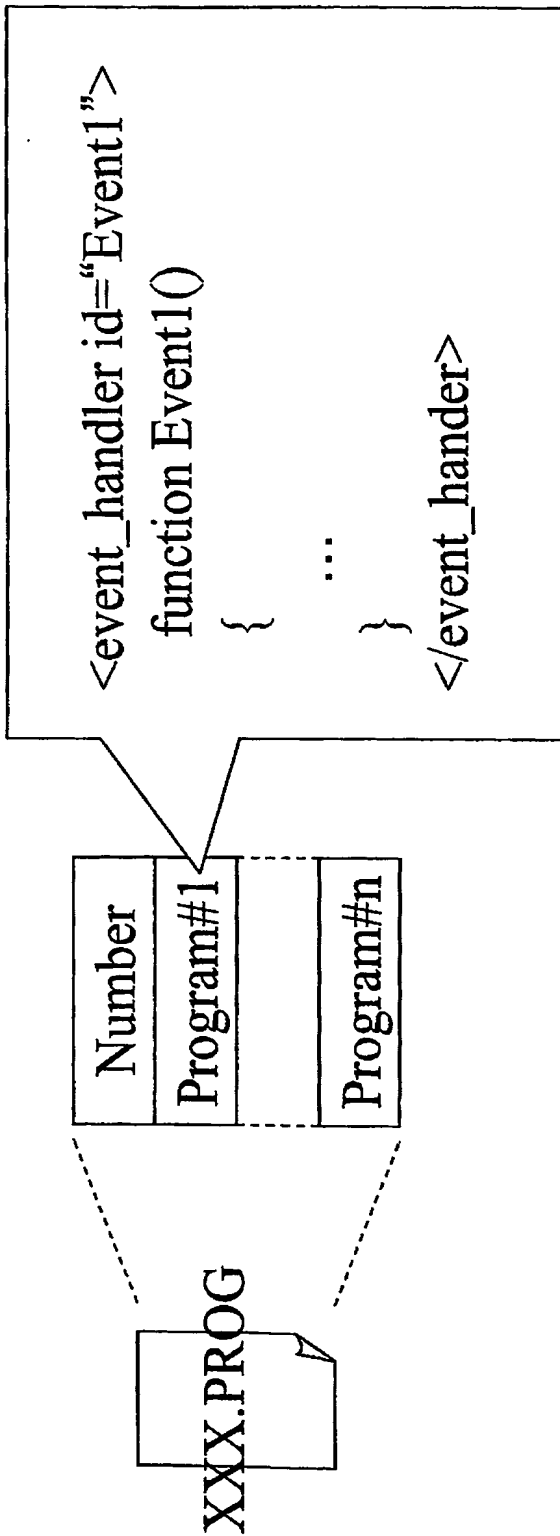 XXX.PROG
Number
Program#1
Program#n
<event_handler id=“Event1”>
function Event1()
{
...
}
</event_hander>